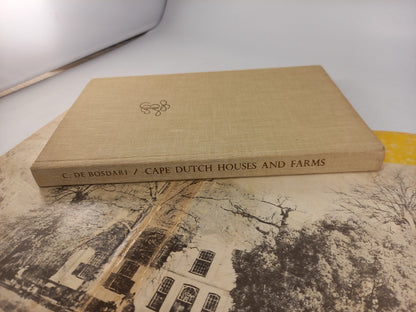 C. DE BOSDARI / CAPE DUTCH HOUSES AND FARMS